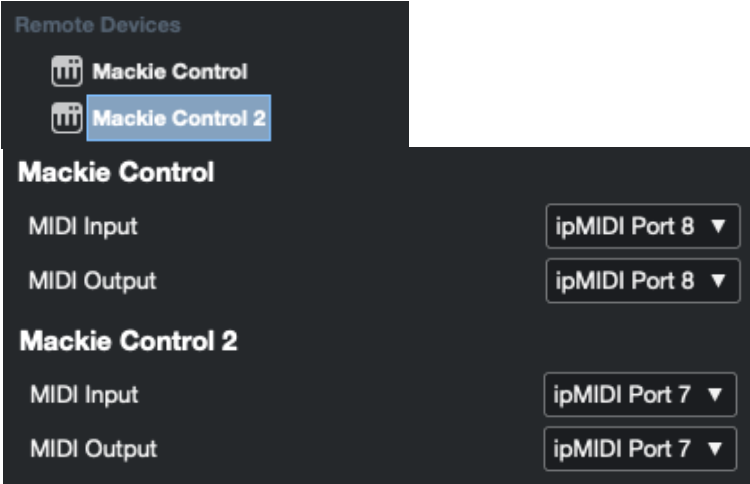 Remote Devices
Mackie Control
Mackie Control 2
Mackie Control
MIDI Input ipMIDI Port 8 ▼
MIDI Output ipMIDI Port 8 ▼
Mackie Control 2
MIDI Input ipMIDI Port 7 ▼
MIDI Output ipMIDI Port 7 ▼